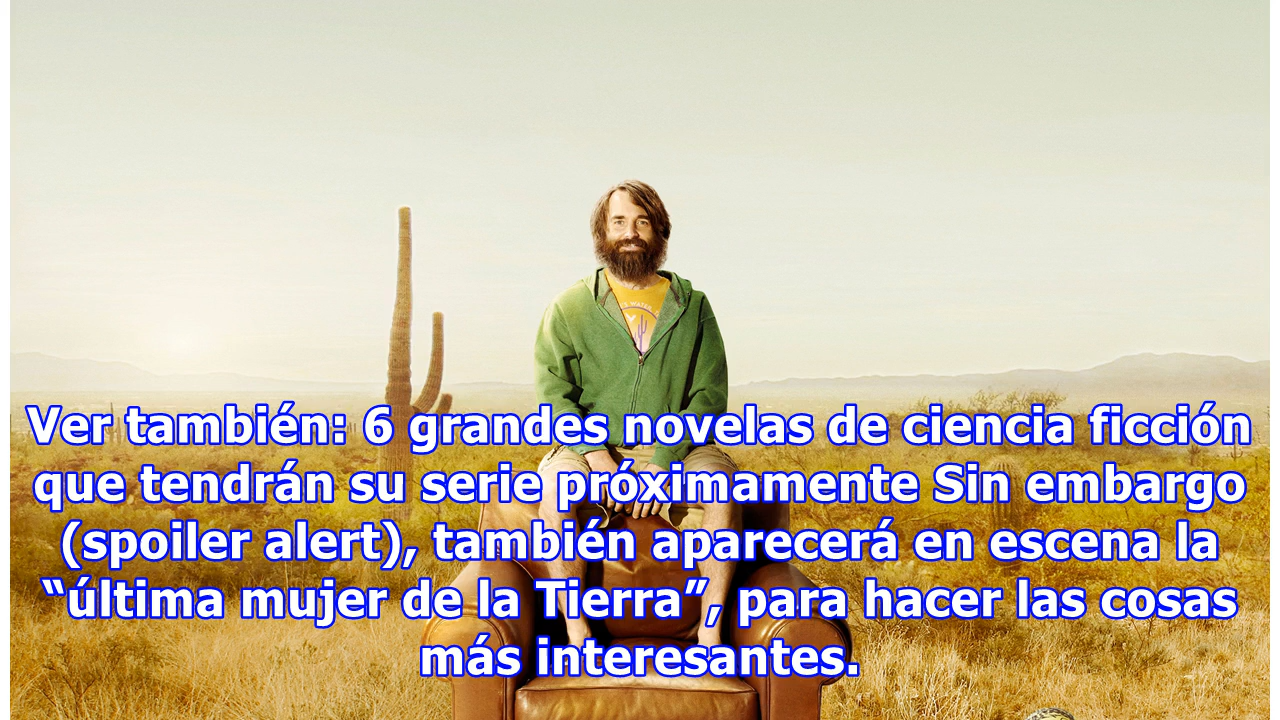 WATER
Ver también: 6 grandes novelas de ciencia ficción
que tendrán su serie próximamente Sin embargo
(spoiler alert), también aparecerá en escena la
“última mujer de la Tierra”, para hacer las cosas
más interesantes.